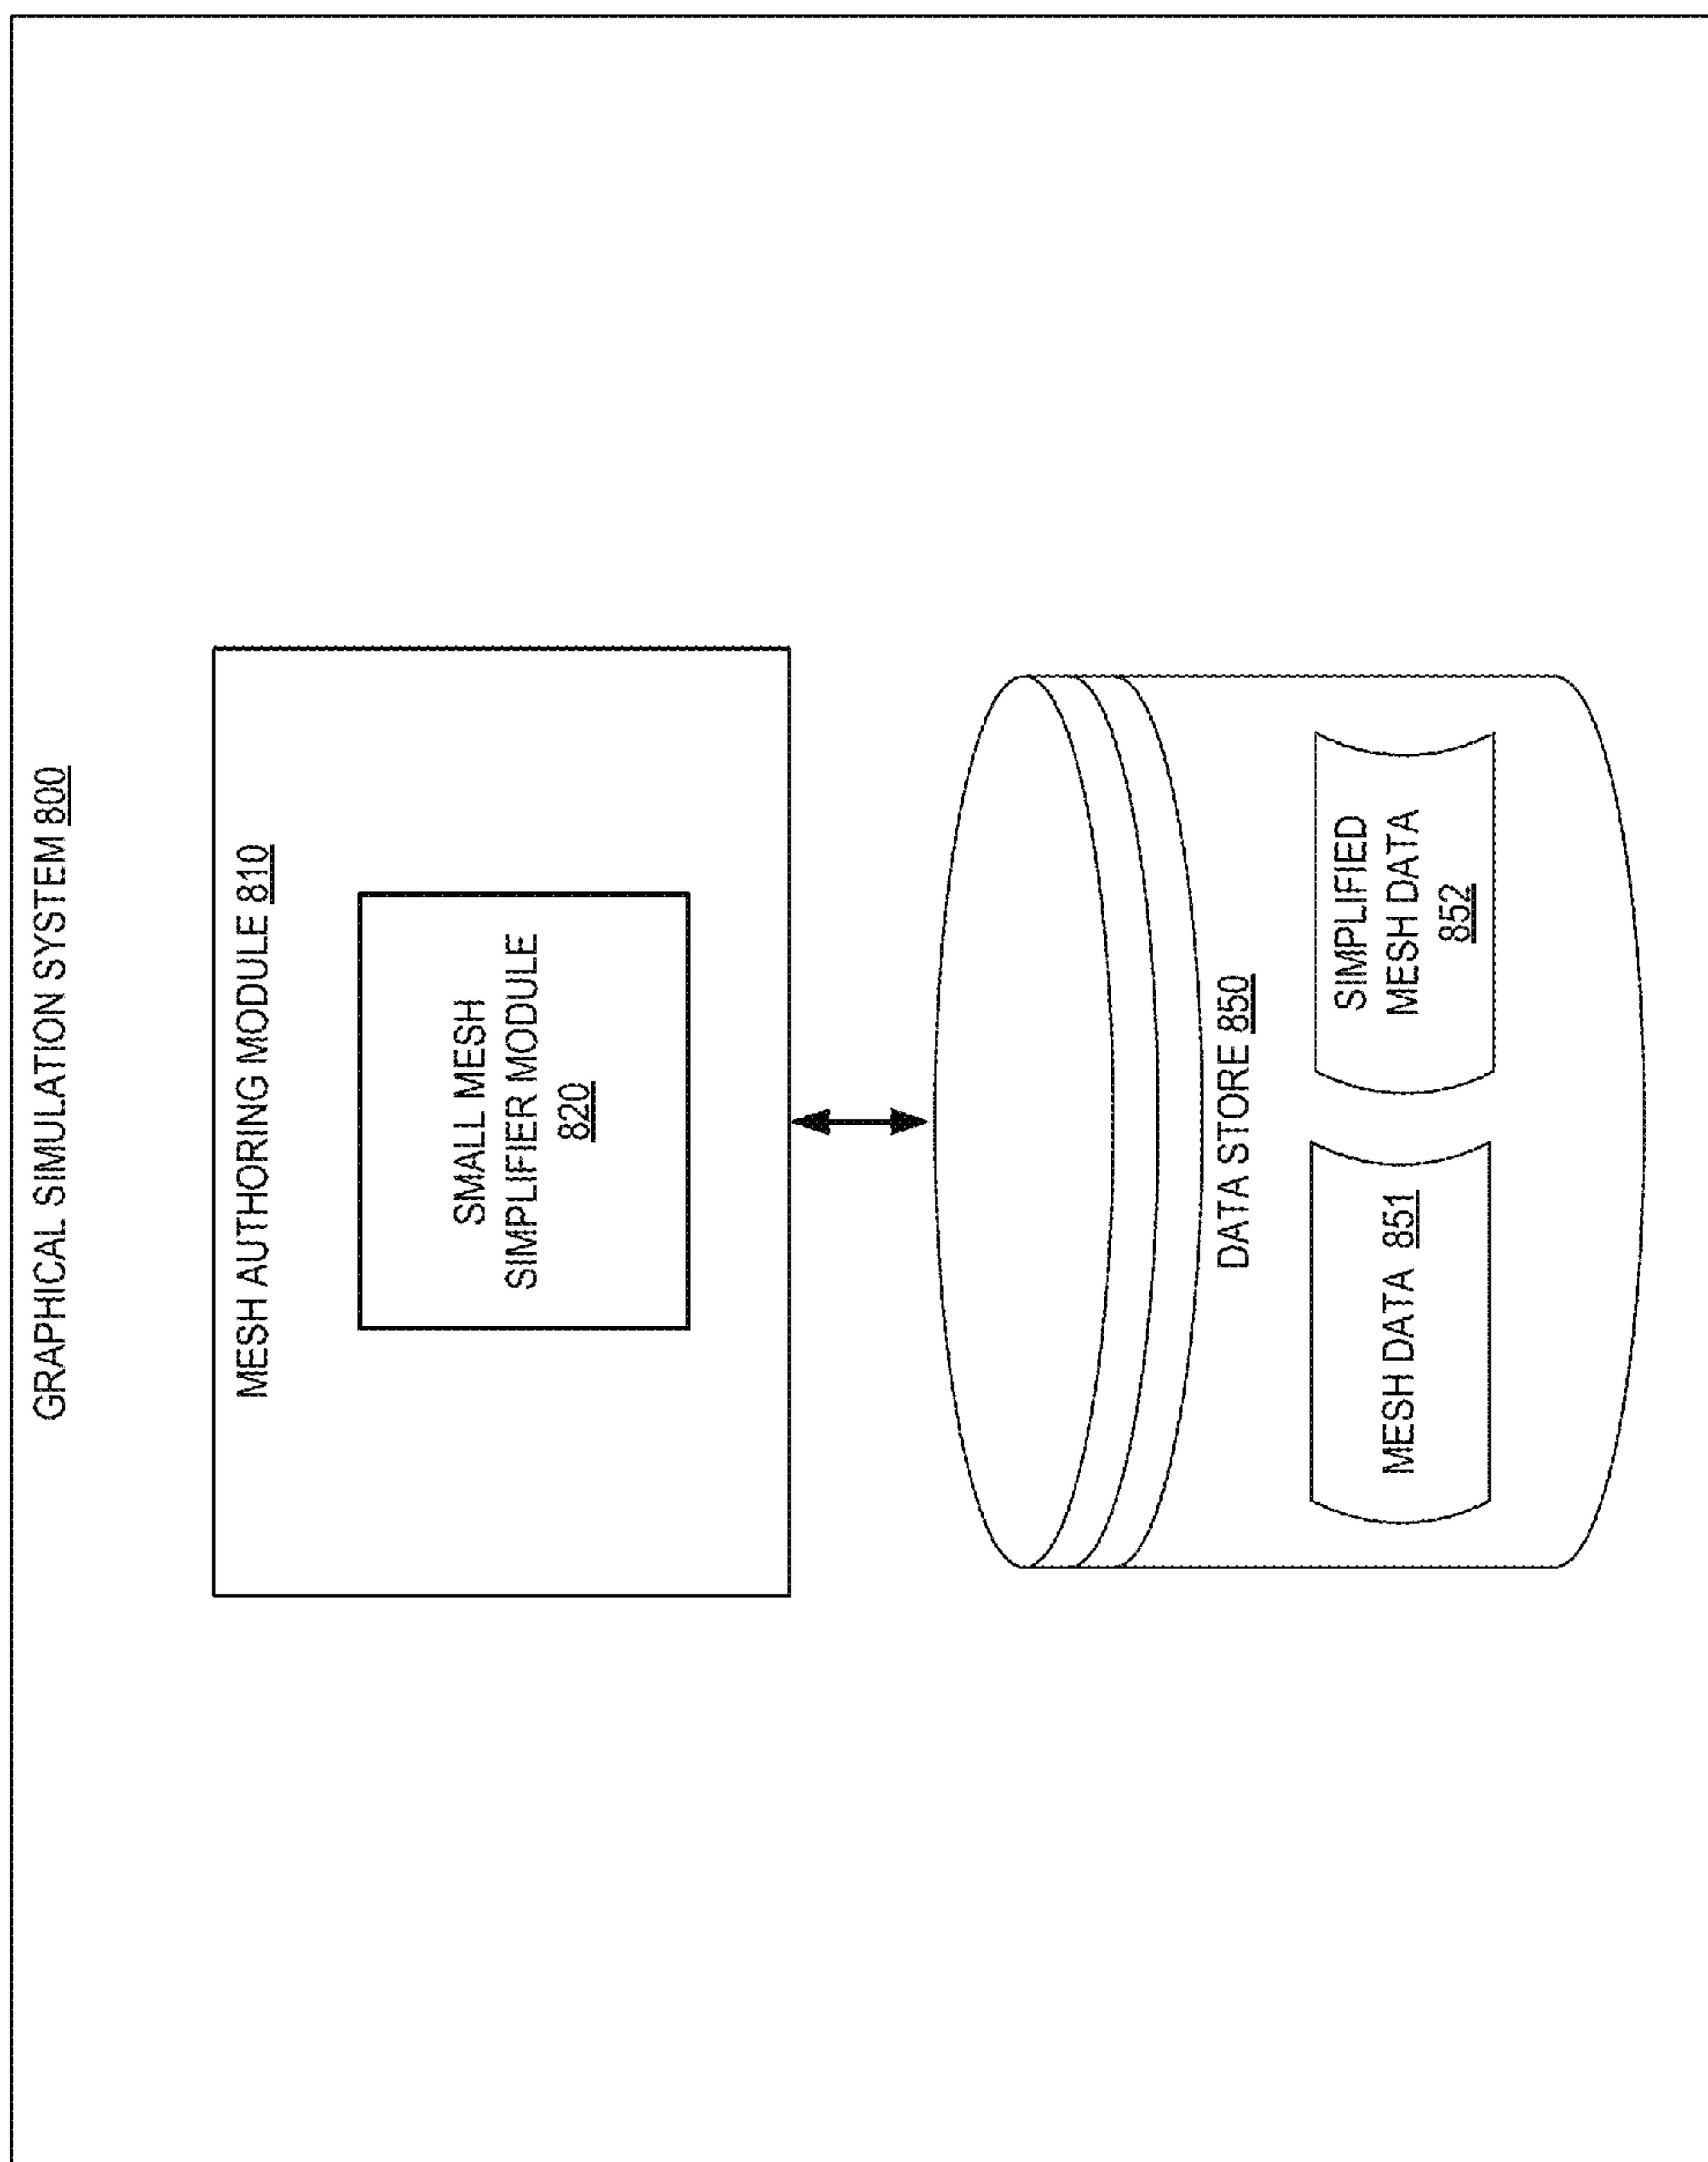 GRAPHICAL SIMULATION SYSTEM 800
MESH AUTHORING MODULE 810
SMALL MESH
SIMPLIFIER MODULE
820
DATA STORE 850
MESH DATA 851
SIMPLIFIED
MESH DATA
852